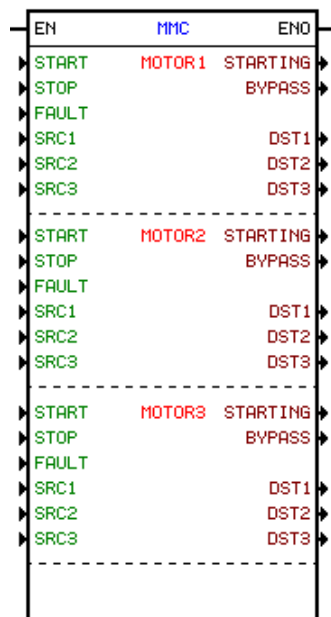 EN MMC ENO
START MOTOR1 STARTING
STOP BYPASS
FAULT
SRC1 DST1
SRC2 DST2
SRC3 DST3
START MOTOR2 STARTING
STOP BYPASS
FAULT
SRC1 DST1
SRC2 DST2
SRC3 DST3
START MOTOR3 STARTING
STOP BYPASS
FAULT
SRC1 DST1
SRC2 DST2
SRC3 DST3